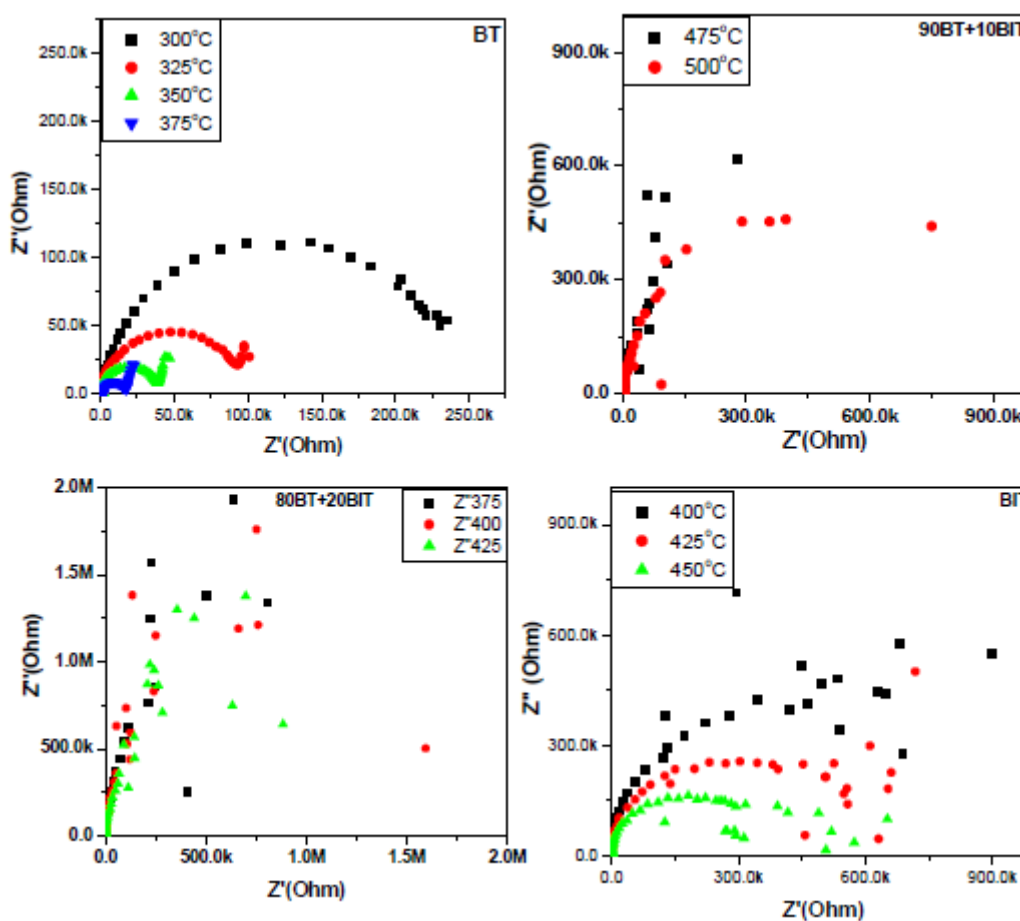 BT
300°C
325°C
350°C
375°C
250.0k
200.0k
150.0k
100.0k
50.0k
0.0
0.0 50.0k 100.0k 150.0k 200.0k 250.0k
Z''(Ohm)
Z'(Ohm)
90BT+10BIT
475°C
500°C
900.0k
600.0k
300.0k
0.0
0.0 300.0k 600.0k 900.0k
Z''(Ohm)
Z'(Ohm)
80BT+20BIT
Z''375
Z''400
Z''425
2.0M
1.5M
1.0M
500.0k
0.0
0.0 500.0k 1.0M 1.5M 2.0M
Z''(Ohm)
Z'(Ohm)
BIT
400°C
425°C
450°C
900.0k
600.0k
300.0k
0.0
0.0 300.0k 600.0k 900.0k
Z'' (Ohm)
Z'(Ohm)